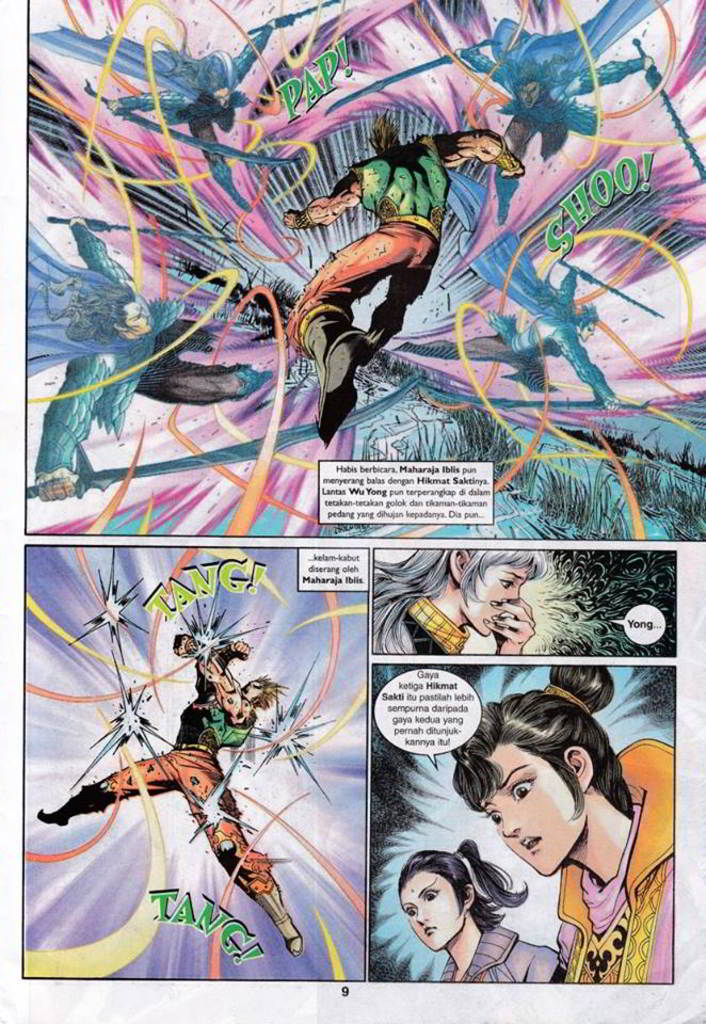 PAP!
SHOO!
Habis berbicara, Maharaja Iblis pun
menyerang balas dengan Hikmat Saktinya.
Lantas Wu Yong pun terperangkap di dalam
tetakan-tetakan golok dan tikaman-tikaman
pedang yang dihujan kepadanya. Dia pun...
TANG!
...kelam-kabut
diserang oleh
Maharaja Iblis.
TANG
TANG!
Yong...
Gaya
ketiga Hikmat
Sakti itu pastilah lebih
sempurna daripada
gaya kedua yang
pernah ditunjuk-
kannya itu!
9